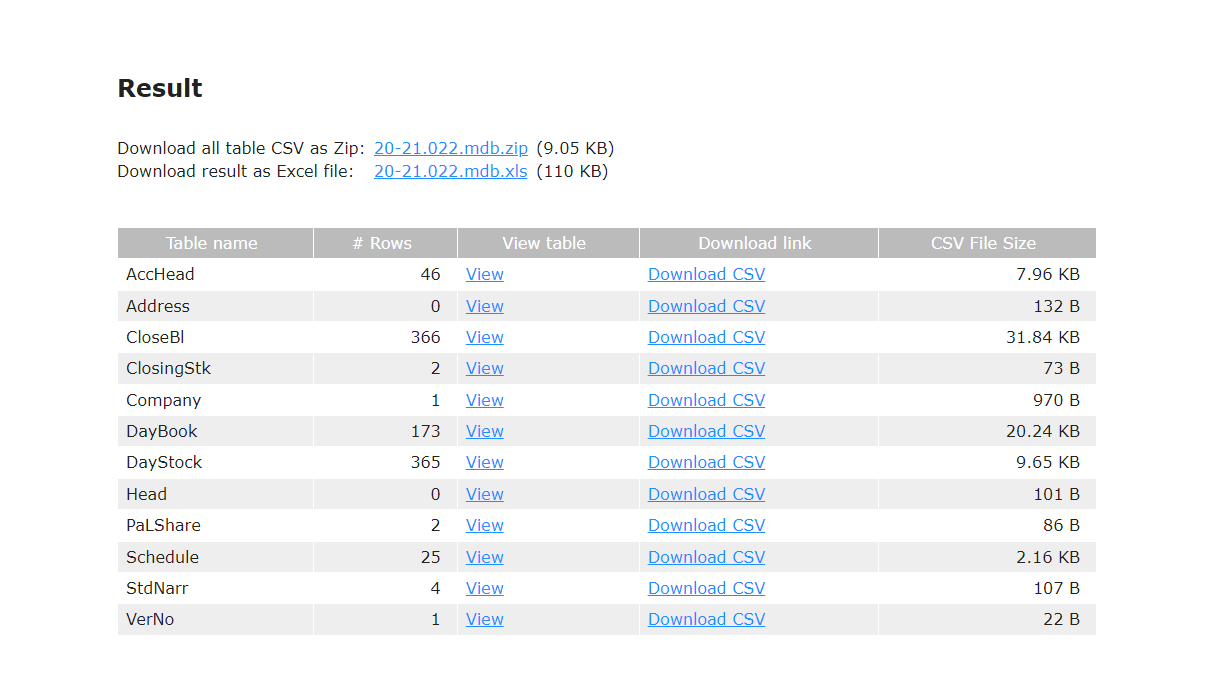 Result
Download all table CSV as Zip: 20-21.022.mdb.zip (9.05 KB)
Download result as Excel file: 20-21.022.mdb.xls (110 KB)
Table name # Rows View table Download link CSV File Size
AccHead 46 View Download CSV 7.96 KB
Address 0 View Download CSV 132 B
CloseBl 366 View Download CSV 31.84 KB
ClosingStk 2 View Download CSV 73 B
Company 1 View Download CSV 970 B
DayBook 173 View Download CSV 20.24 KB
DayStock 365 View Download CSV 9.65 KB
Head 0 View Download CSV 101 B
PaLShare 2 View Download CSV 86 B
Schedule 25 View Download CSV 2.16 KB
StdNarr 4 View Download CSV 107 B
VerNo 1 View Download CSV 22 B